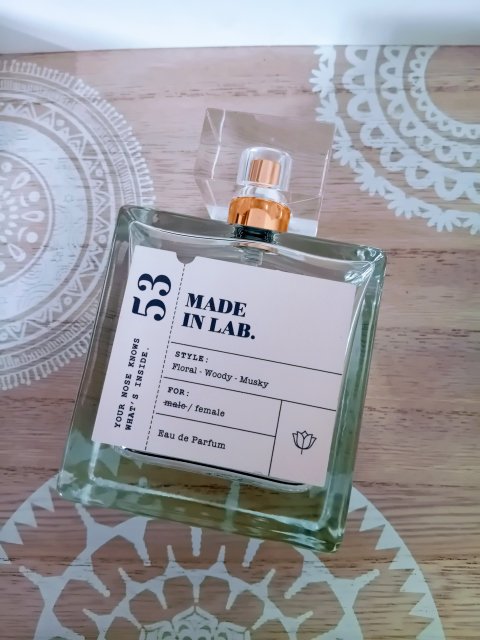 53
YOUR NOSE KNOWS
WHAT'S INSIDE.
MADE
IN LAB.
STYLE:
Floral - Woody - Musky
FOR:
male / female
Eau de Parfum